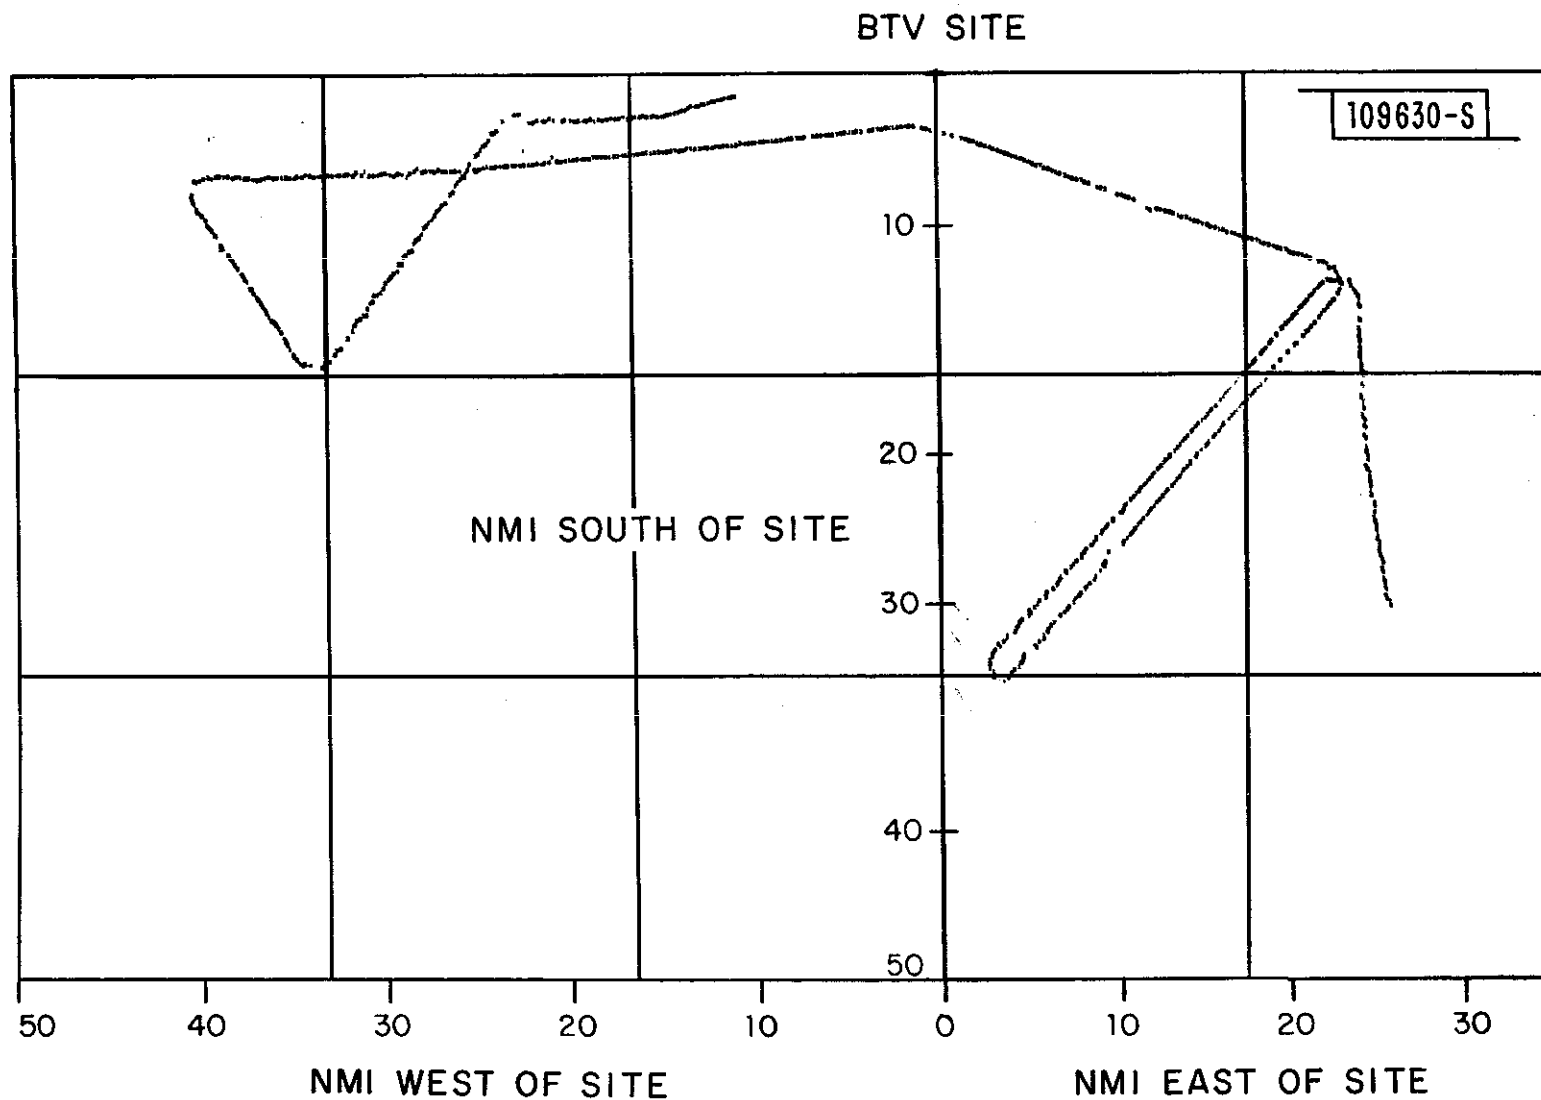 BTV SITE
109630-S
10
20
NMI SOUTH OF SITE
30
40
50
50 40 30 20 10 0 10 20 30
NMI WEST OF SITE NMI EAST OF SITE